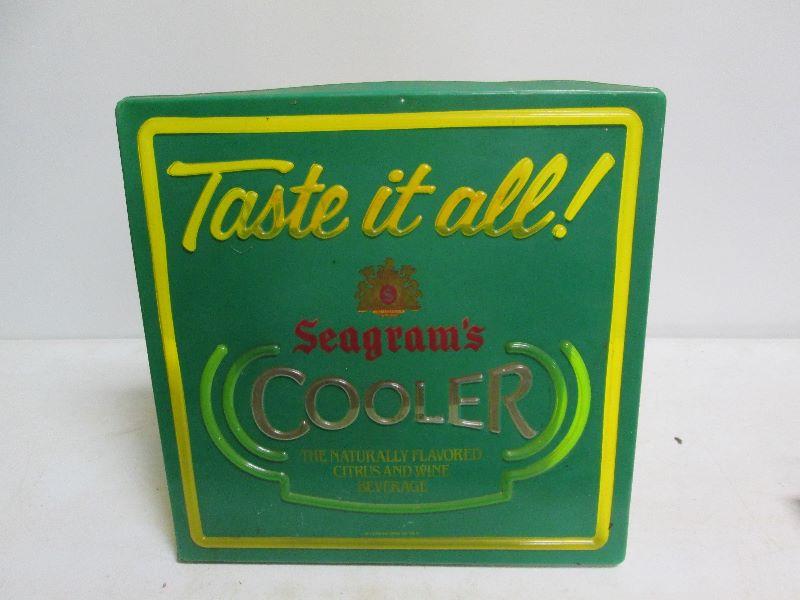 Taste it all!
S
Seagram's
COOLER
THE NATURALLY FLAVORED
CITRUS AND WINE
BEVERAGE